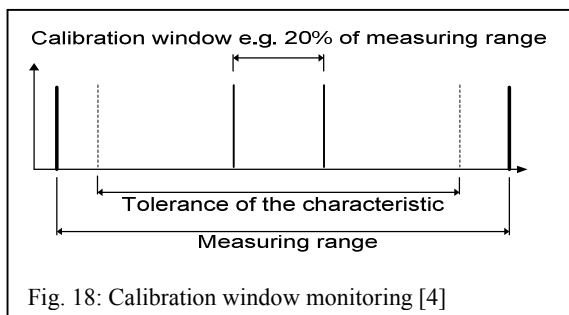 Calibration window e.g. 20% of measuring range
Tolerance of the characteristic
Measuring range
Fig. 18: Calibration window monitoring [4]